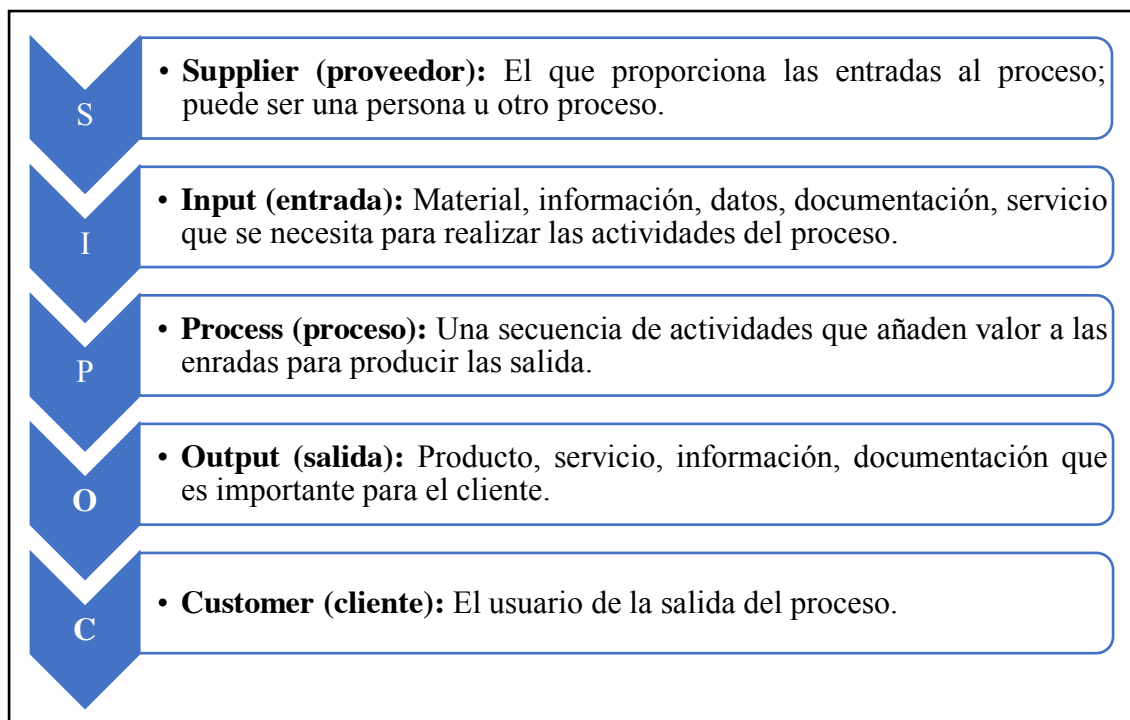 S
• Supplier (proveedor): El que proporciona las entradas al proceso;
puede ser una persona u otro proceso.
I
• Input (entrada): Material, información, datos, documentación, servicio
que se necesita para realizar las actividades del proceso.
P
• Process (proceso): Una secuencia de actividades que añaden valor a las
enradas para producir las salida.
O
• Output (salida): Producto, servicio, información, documentación que
es importante para el cliente.
C
• Customer (cliente): El usuario de la salida del proceso.